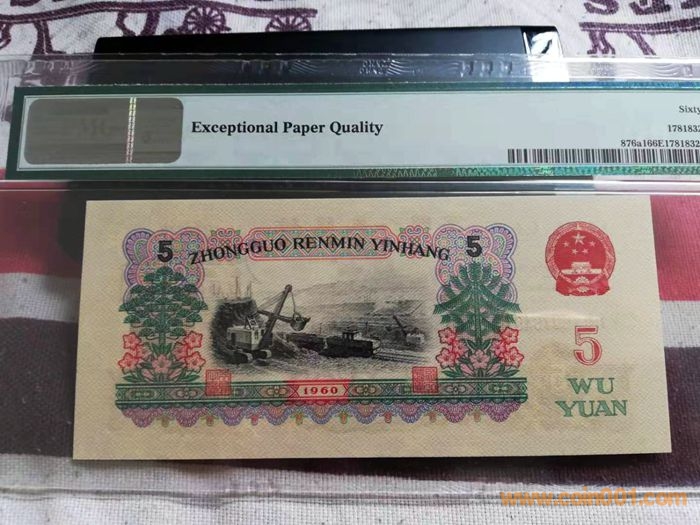 Exceptional Paper Quality
Sixty
1781832
876a166E1781832
5 ZHONGGUO RENMIN YINHANG 5
1960
5
WU
YUAN
www.coin001.com